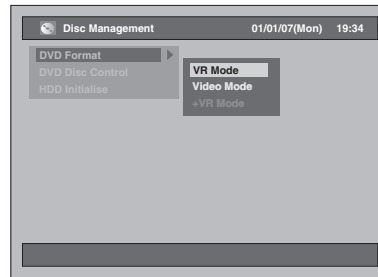 Disc Management 01/01/07(Mon) 19:34
DVD Format
DVD Disc Control
HDD Initialise
VR Mode
Video Mode
+VR Mode